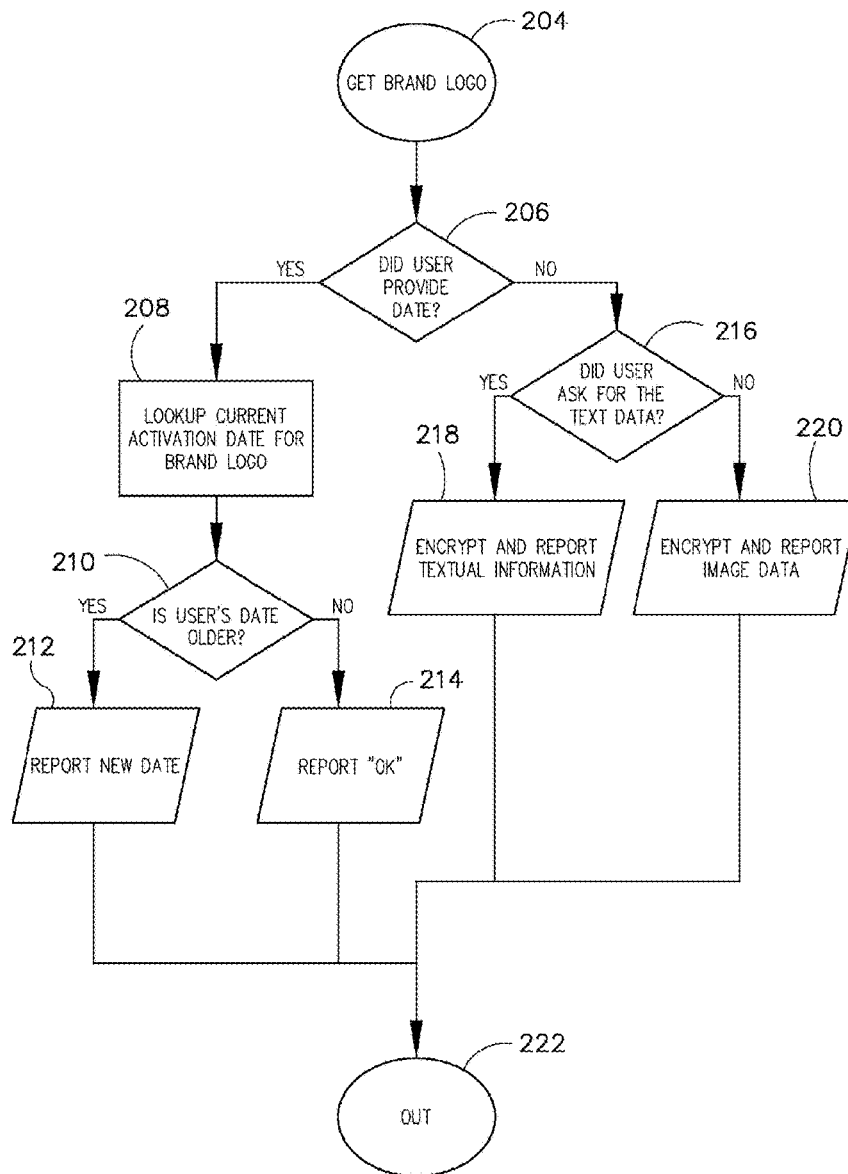 204
GET BRAND LOGO
206
YES
DID USER
PROVIDE
DATE?
NO
208
216
LOOKUP CURRENT
ACTIVATION DATE FOR
BRAND LOGO
YES
DID USER
ASK FOR THE
TEXT DATA?
NO
218
220
ENCRYPT AND REPORT
TEXTUAL INFORMATION
ENCRYPT AND REPORT
IMAGE DATA
210
YES
IS USER'S DATE
OLDER?
NO
212
214
REPORT NEW DATE
REPORT "OK"
222
OUT